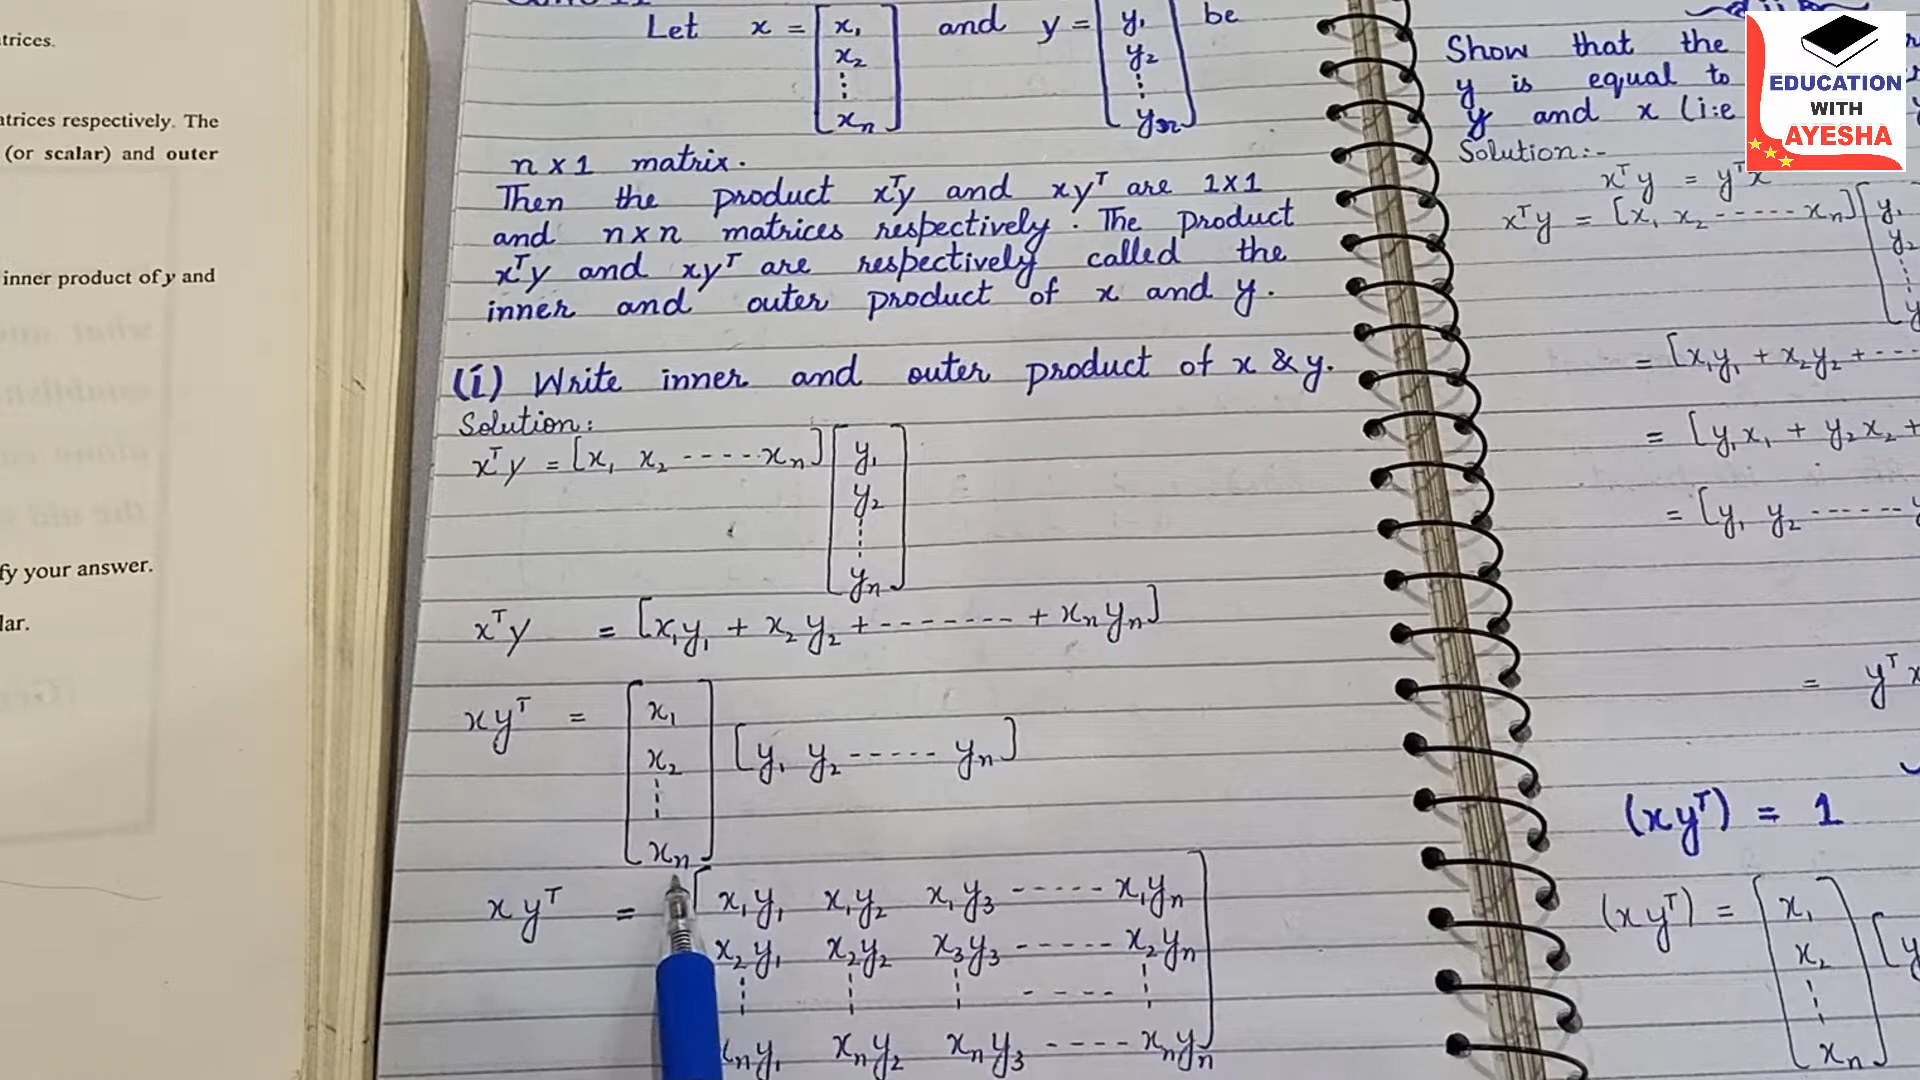 trices.
atrices respectively. The
(or scalar) and outer
inner product of y and
fy your answer.
lar.
Let x = [x₁ and y = [y₁ be
x₂ y₂
⋮ ⋮
xₙ] yₙ]
n x 1 matrix.
Then the product xᵀy and xyᵀ are 1x1
and n x n matrices respectively. The product
xᵀy and xyᵀ are respectively called the
inner and outer product of x and y.
(i) Write inner and outer product of x & y.
Solution:
xᵀy = [x₁ x₂ ----- xₙ] [y₁
y₂
⋮
yₙ]
xᵀy = [x₁y₁ + x₂y₂ + ------- + xₙyₙ]
xyᵀ = [x₁
x₂ [y₁ y₂ ----- yₙ]
⋮
xₙ]
xyᵀ = [x₁y₁ x₁y₂ x₁y₃ ----- x₁yₙ
x₂y₁ x₂y₂ x₃y₃ ----- x₂yₙ
⋮ ⋮ ⋮ ---- ⋮
ₙy₁ xₙy₂ xₙy₃ ---- xₙyₙ
Show that the
y is equal to
y and x (i:e
Solution:-
xᵀy = yᵀx
xᵀy = [x₁ x₂ ----- xₙ] [y₁
y₂
⋮
= [x₁y₁ + x₂y₂ + ---
= [y₁x₁ + y₂x₂ +
= [y₁ y₂ -----
= yᵀx
(xyᵀ) = 1
(xyᵀ) = [x₁
x₂ [y
⋮
xₙ]
EDUCATION
WITH
AYESHA